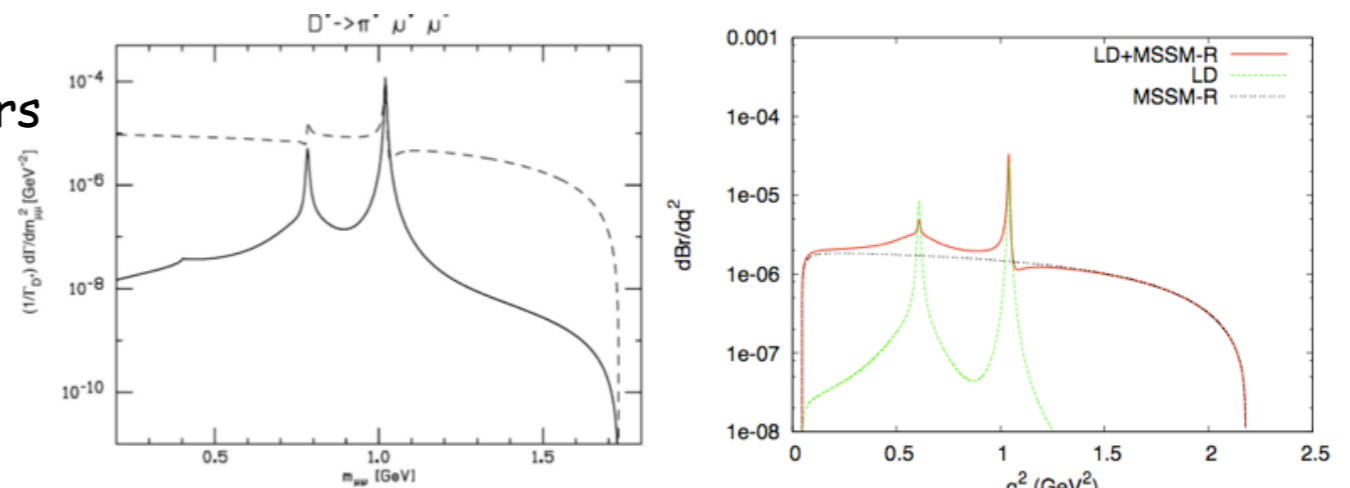 D⁺->π⁺ μ⁺ μ⁻
rs
(1/Γ_D⁺) dΓ/dm²_μμ [GeV⁻²]
10⁻⁴
10⁻⁶
10⁻⁸
10⁻¹⁰
0.5 1.0 1.5
m_μμ [GeV]
dBr/dq²
0.001
1e-04
1e-05
1e-06
1e-07
1e-08
LD+MSSM-R
LD
MSSM-R
0 0.5 1 1.5 2 2.5
q² (GeV²)